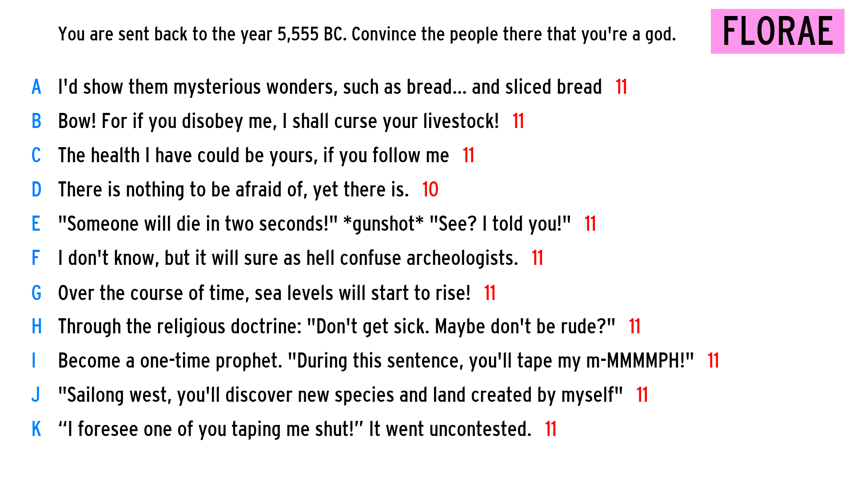 You are sent back to the year 5,555 BC. Convince the people there that you're a god.
FLORAE
A I'd show them mysterious wonders, such as bread... and sliced bread 11
B Bow! For if you disobey me, I shall curse your livestock! 11
C The health I have could be yours, if you follow me 11
D There is nothing to be afraid of, yet there is. 10
E "Someone will die in two seconds!" *gunshot* "See? I told you!" 11
F I don't know, but it will sure as hell confuse archeologists. 11
G Over the course of time, sea levels will start to rise! 11
H Through the religious doctrine: "Don't get sick. Maybe don't be rude?" 11
I Become a one-time prophet. "During this sentence, you'll tape my m-MMMMPH!" 11
J "Sailong west, you'll discover new species and land created by myself" 11
K “I foresee one of you taping me shut!” It went uncontested. 11